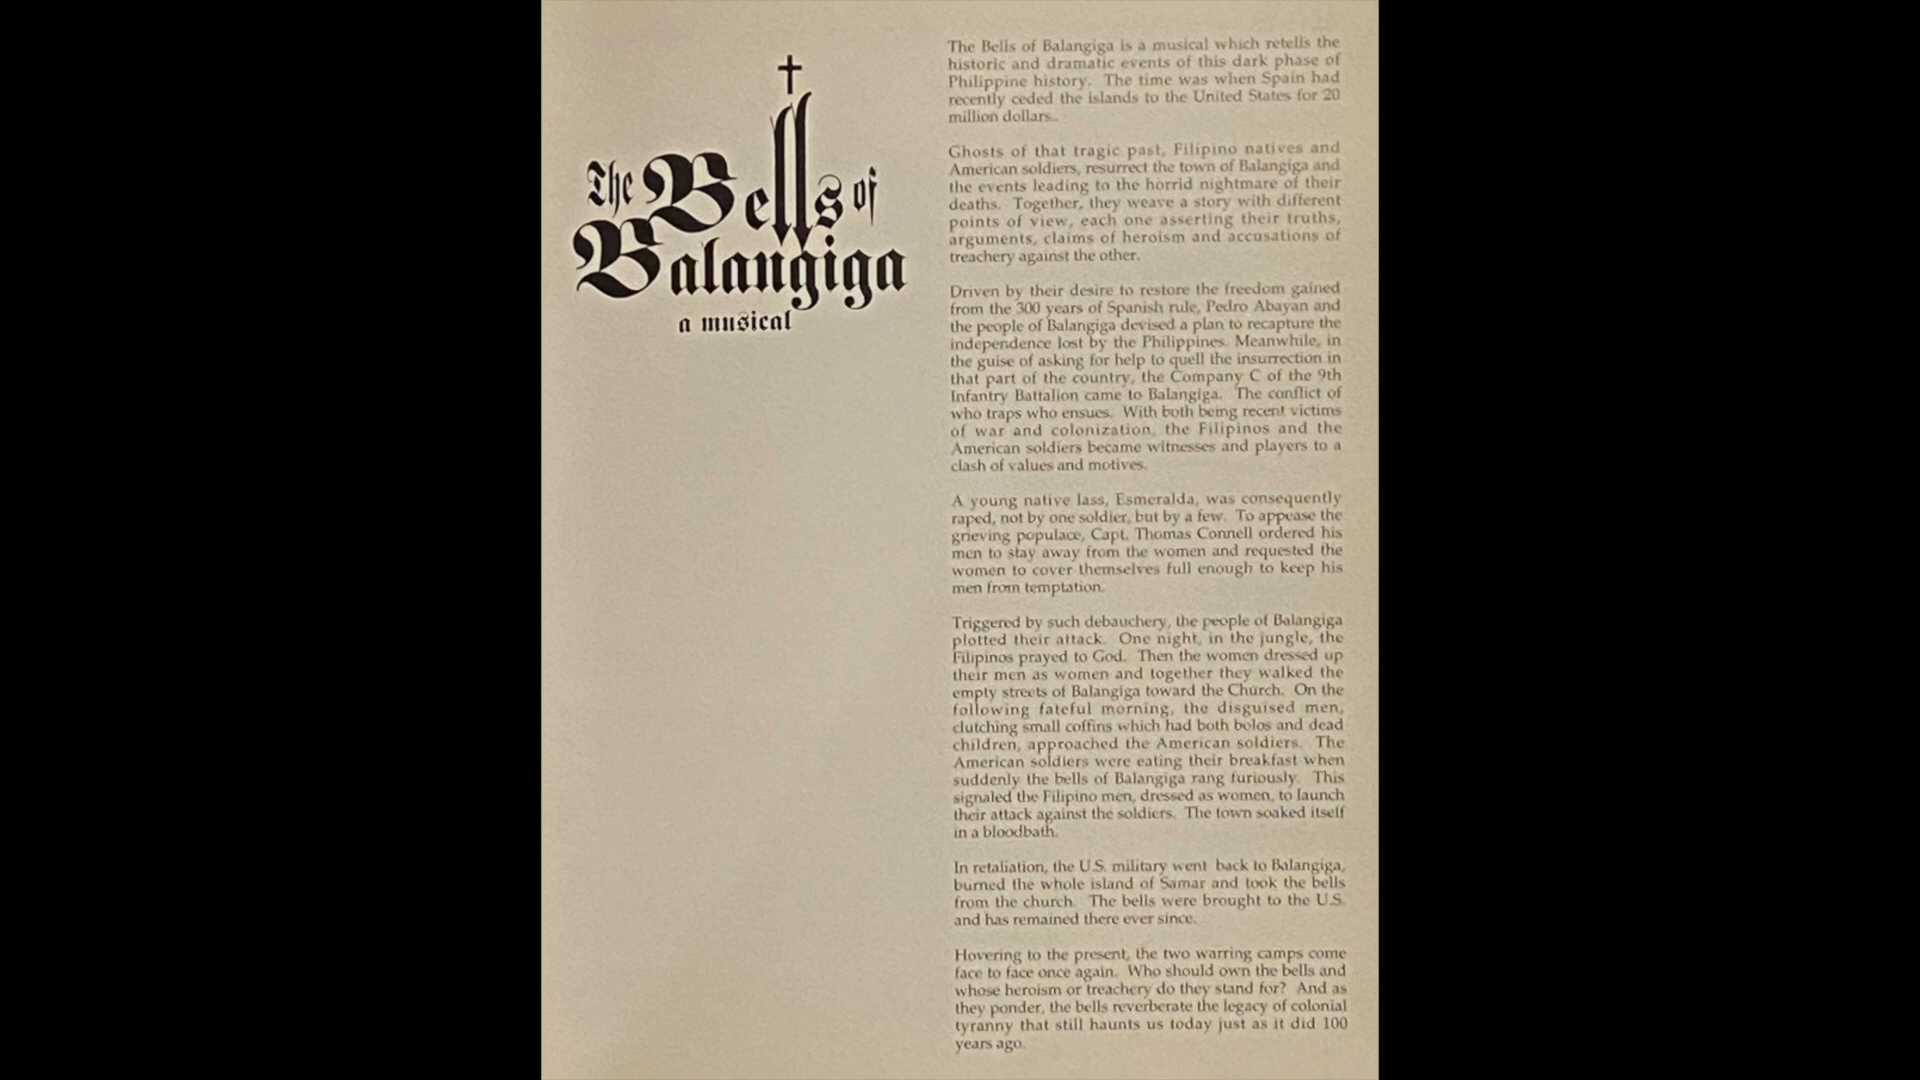 The Bells of
Balangiga
a musical
The Bells of Balangiga is a musical which retells the
historic and dramatic events of this dark phase of
Philippine history. The time was when Spain had
recently ceded the islands to the United States for 20
million dollars..
Ghosts of that tragic past, Filipino natives and
American soldiers, resurrect the town of Balangiga and
the events leading to the horrid nightmare of their
deaths. Together, they weave a story with different
points of view, each one asserting their truths,
arguments, claims of heroism and accusations of
treachery against the other.
Driven by their desire to restore the freedom gained
from the 300 years of Spanish rule, Pedro Abayan and
the people of Balangiga devised a plan to recapture the
independence lost by the Philippines. Meanwhile, in
the guise of asking for help to quell the insurrection in
that part of the country, the Company C of the 9th
Infantry Battalion came to Balangiga. The conflict of
who traps who ensues. With both being recent victims
of war and colonization, the Filipinos and the
American soldiers became witnesses and players to a
clash of values and motives.
A young native lass, Esmeralda, was consequently
raped, not by one soldier, but by a few. To appease the
grieving populace, Capt. Thomas Connell ordered his
men to stay away from the women and requested the
women to cover themselves full enough to keep his
men from temptation.
Triggered by such debauchery, the people of Balangiga
plotted their attack. One night, in the jungle, the
Filipinos prayed to God. Then the women dressed up
their men as women and together they walked the
empty streets of Balangiga toward the Church. On the
following fateful morning, the disguised men,
clutching small coffins which had both bolos and dead
children, approached the American soldiers. The
American soldiers were eating their breakfast when
suddenly the bells of Balangiga rang furiously. This
signaled the Filipino men, dressed as women, to launch
their attack against the soldiers. The town soaked itself
in a bloodbath.
In retaliation, the U.S. military went back to Balangiga,
burned the whole island of Samar and took the bells
from the church. The bells were brought to the U.S.
and has remained there ever since.
Hovering to the present, the two warring camps come
face to face once again. Who should own the bells and
whose heroism or treachery do they stand for? And as
they ponder, the bells reverberate the legacy of colonial
tyranny that still haunts us today just as it did 100
years ago.